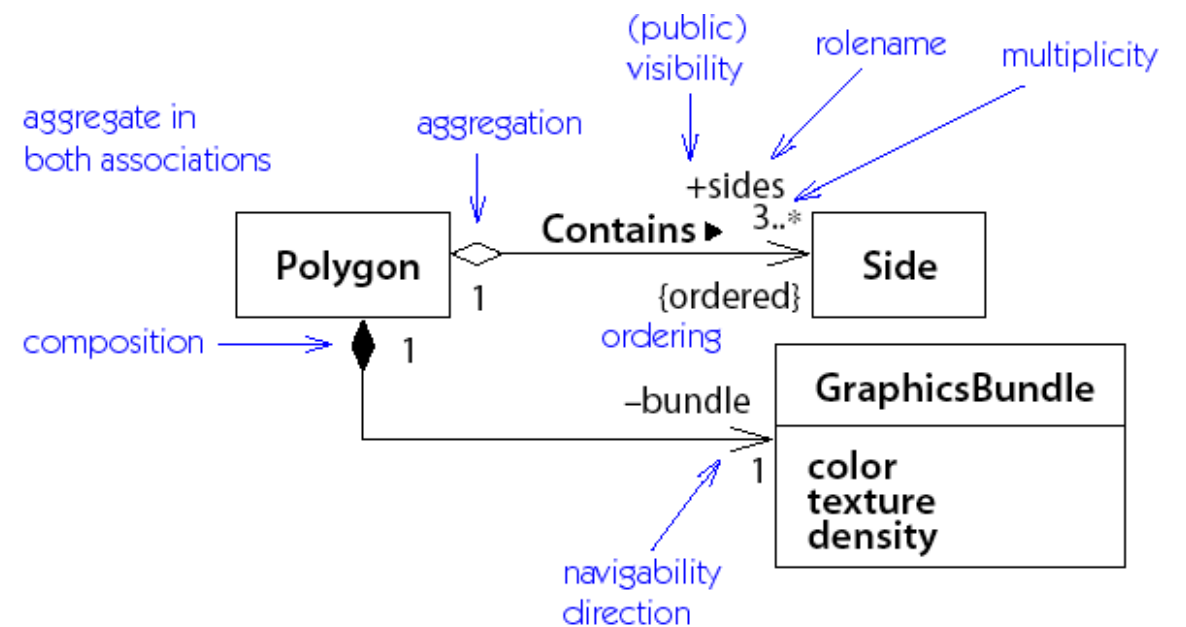 (public)
visibility
rolename
multiplicity
aggregate in
both associations
aggregation
+sides
3..*
Contains ▶
Polygon
Side
1
{ordered}
ordering
composition
1
GraphicsBundle
–bundle
1
color
texture
density
navigability
direction